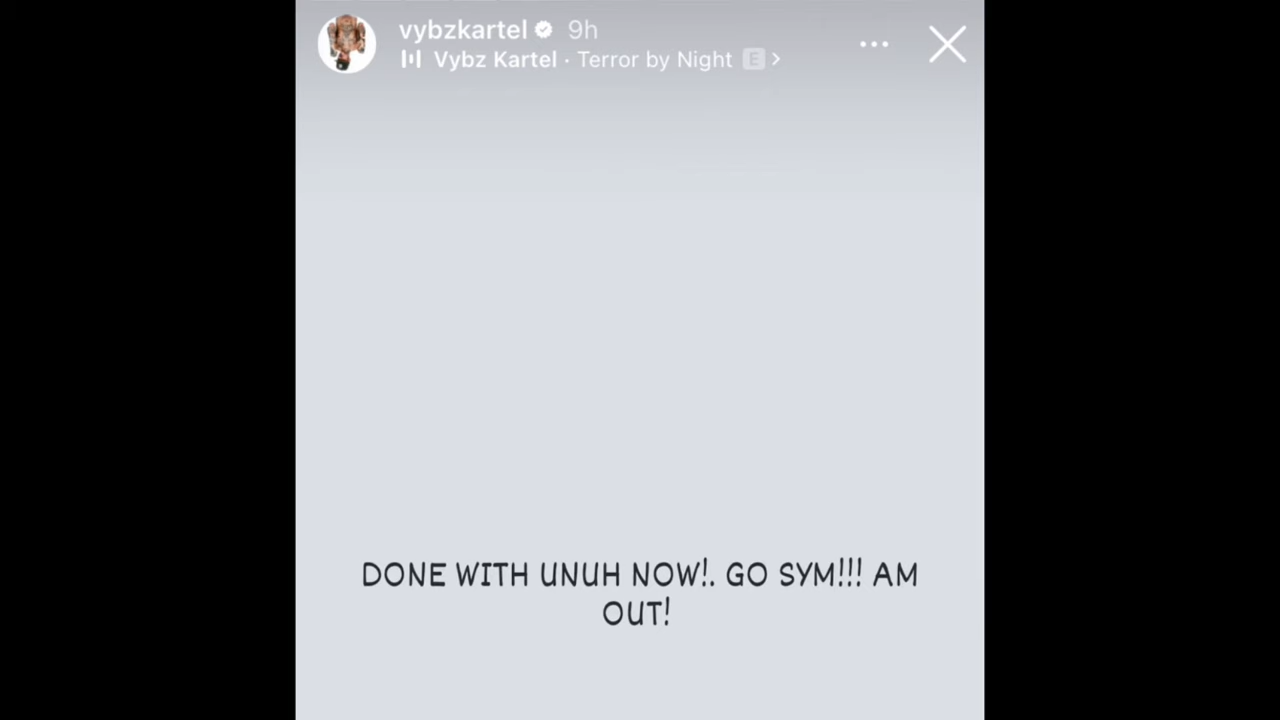 vybzkartel 9h
Vybz Kartel · Terror by Night E >
DONE WITH UNUH NOW!. GO SYM!!! AM
OUT!